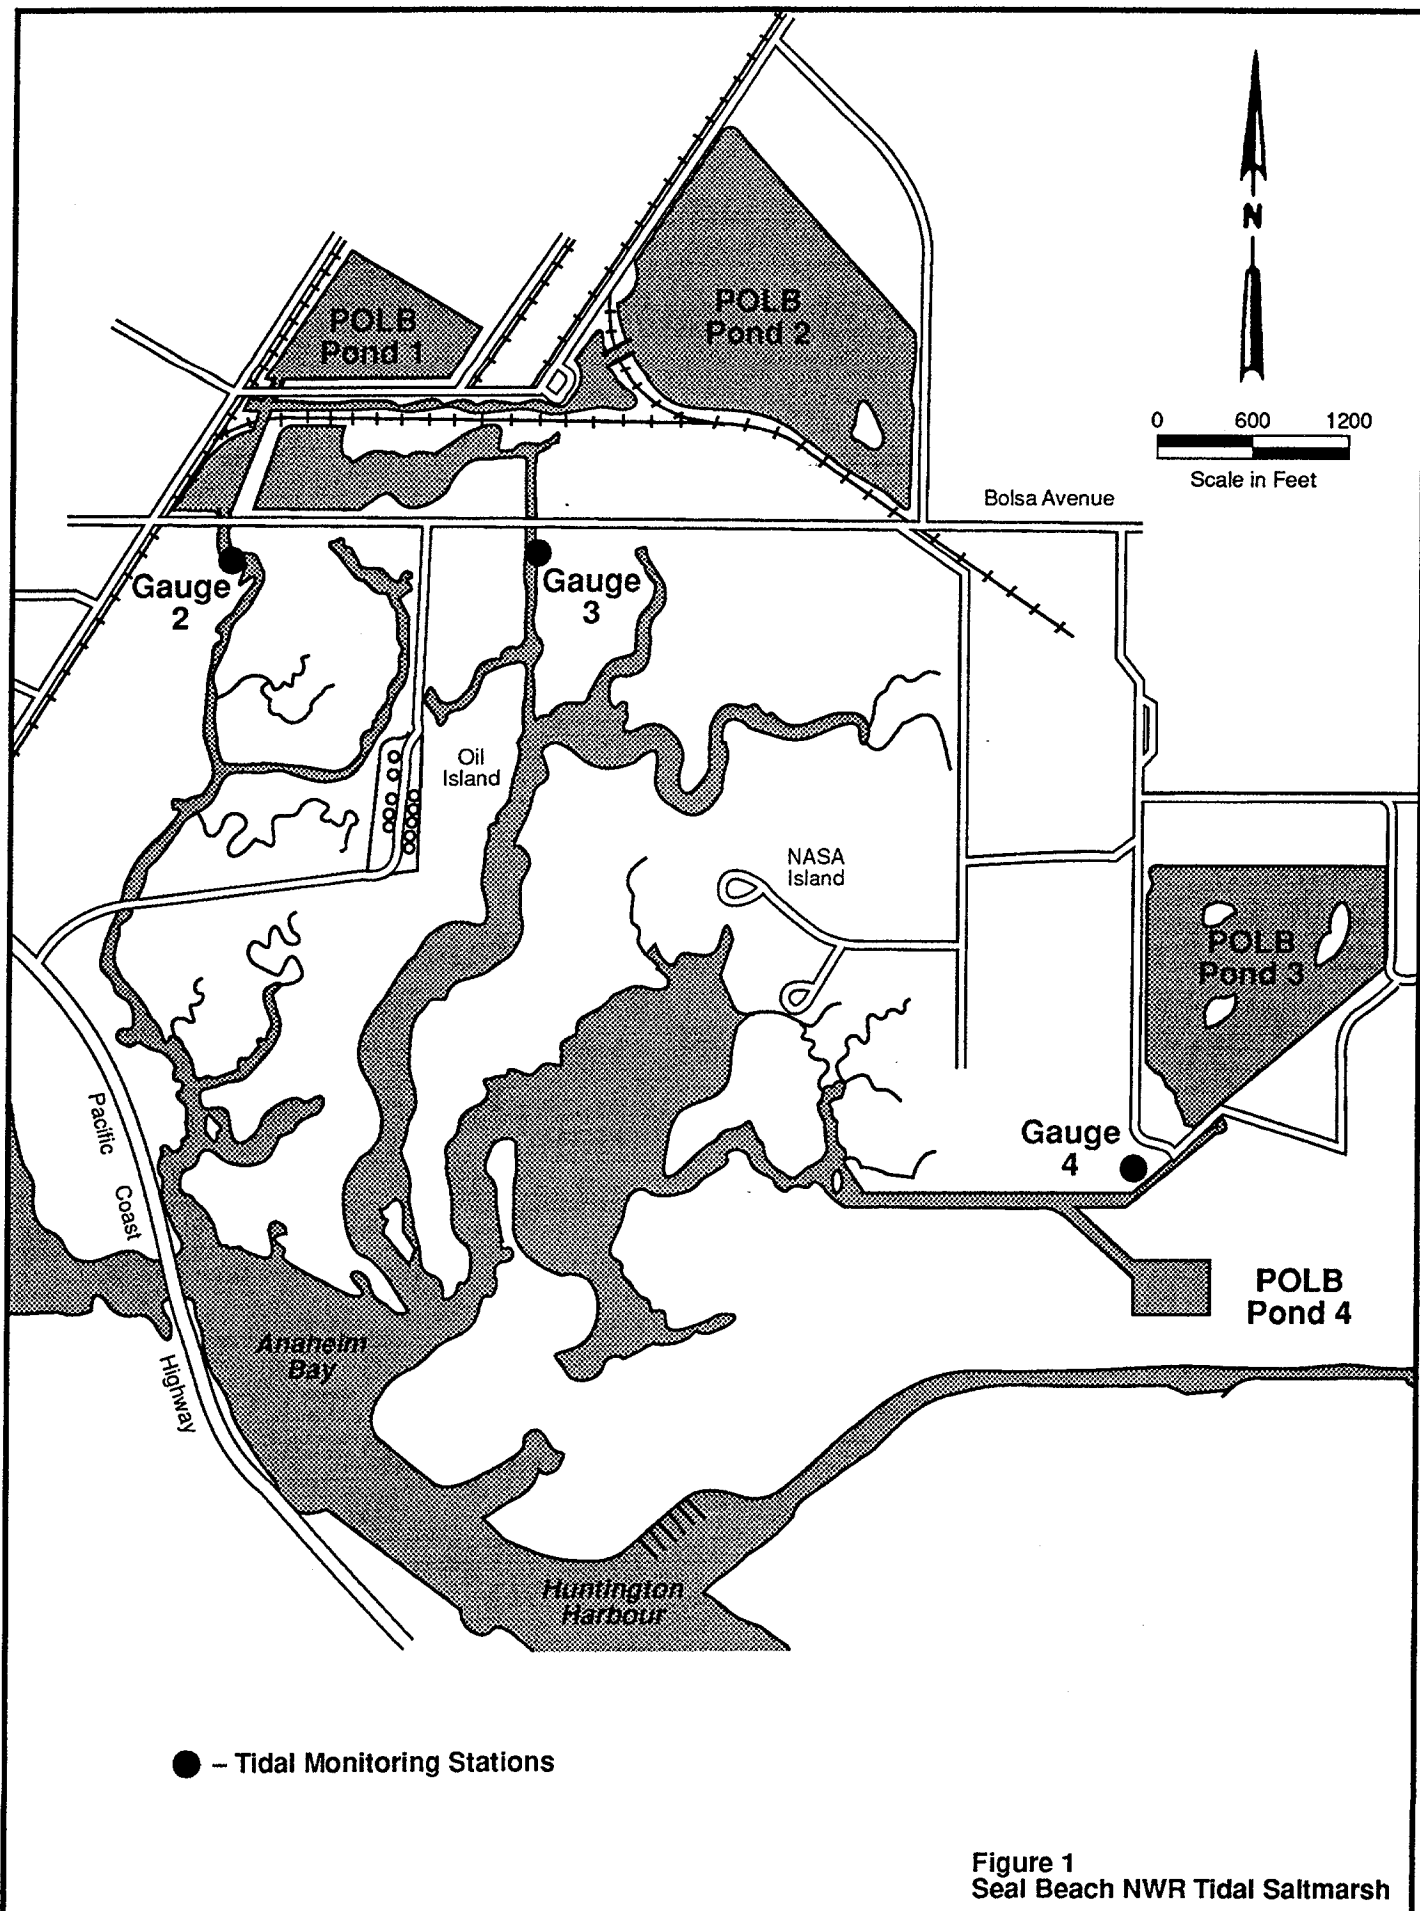 N
POLB
Pond 2
POLB
Pond 1
0 600 1200
Scale in Feet
Bolsa Avenue
Gauge
2
Gauge
3
Oil
Island
NASA
Island
POLB
Pond 3
Gauge
4
Pacific
Coast
Highway
POLB
Pond 4
Anaheim
Bay
Huntington
Harbour
– Tidal Monitoring Stations
Figure 1
Seal Beach NWR Tidal Saltmarsh